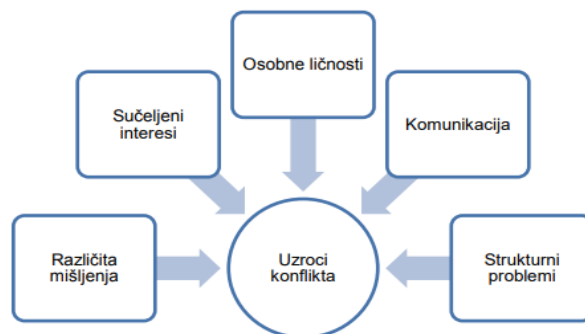 Osobne ličnosti
Sučeljeni
interesi
Komunikacija
Različita
mišljenja
Uzroci
konflikta
Strukturni
problemi